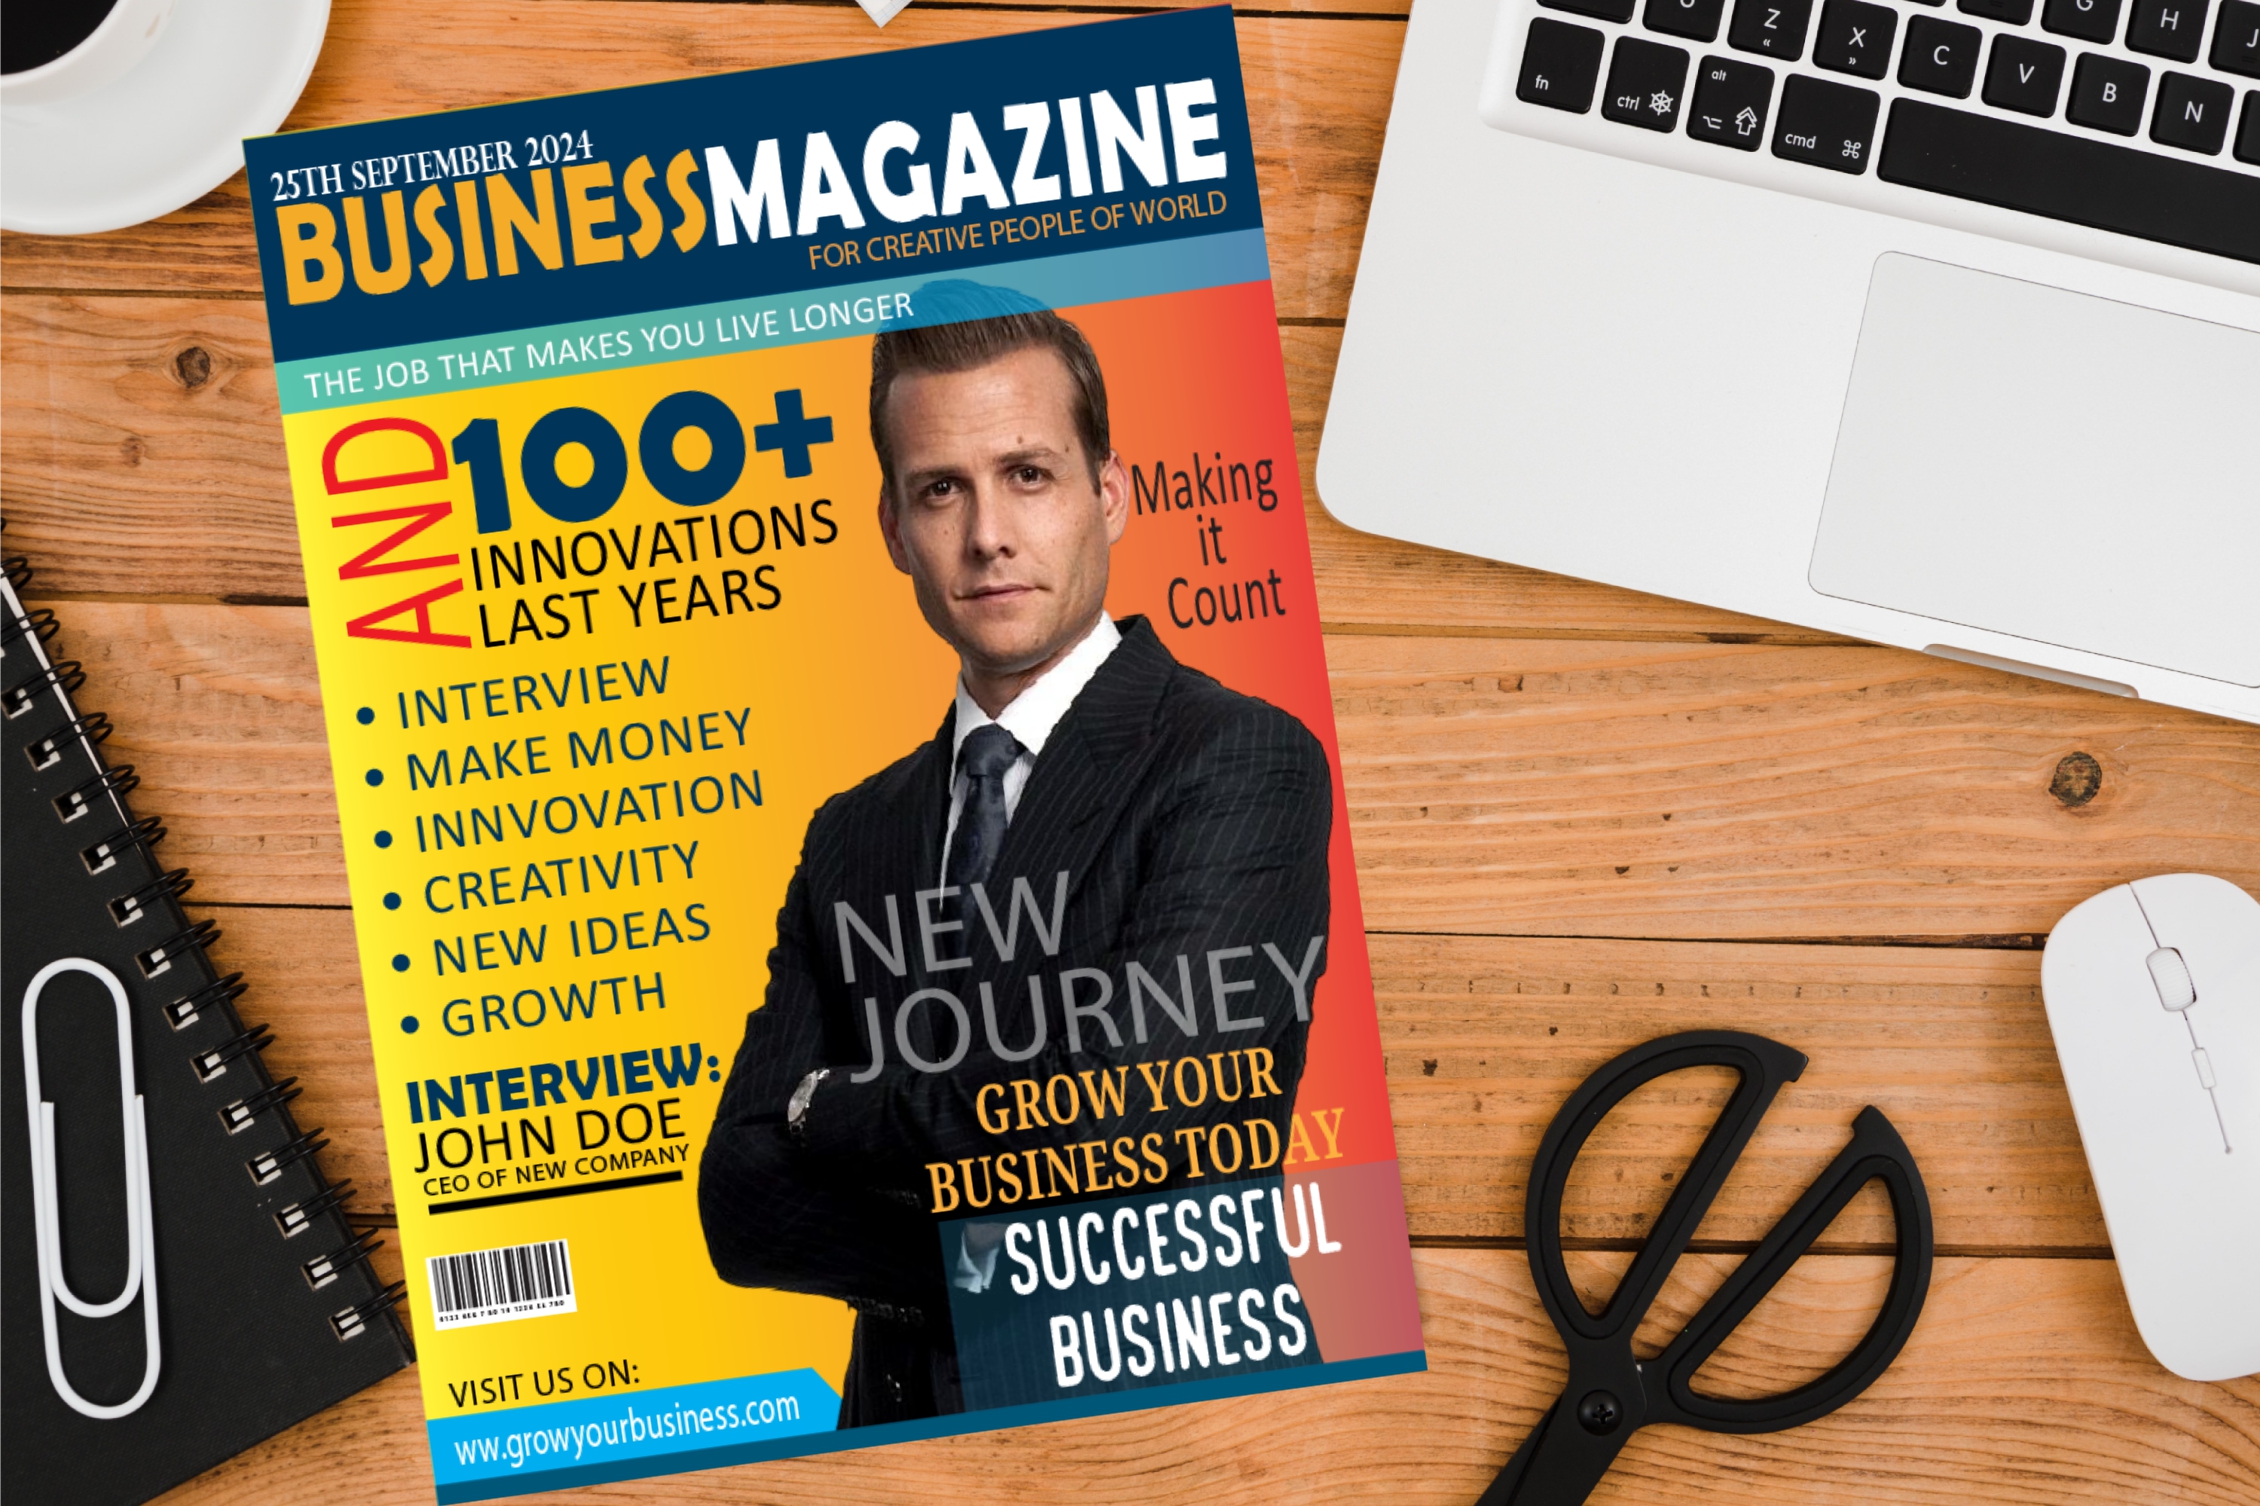 25TH SEPTEMBER 2024
BUSINESSMAGAZINE
FOR CREATIVE PEOPLE OF WORLD
THE JOB THAT MAKES YOU LIVE LONGER
AND
100+
INNOVATIONS
LAST YEARS
Making
it
Count
• INTERVIEW
• MAKE MONEY
• INNVOVATION
• CREATIVITY
• NEW IDEAS
• GROWTH
NEW
JOURNEY
GROW YOUR
BUSINESS TODAY
SUCCESSFUL
BUSINESS
INTERVIEW:
JOHN DOE
CEO OF NEW COMPANY
VISIT US ON:
ww.growyourbusiness.com
Z
X
C
V
B
N
G
H
J
fn
ctrl
alt
cmd ⌘